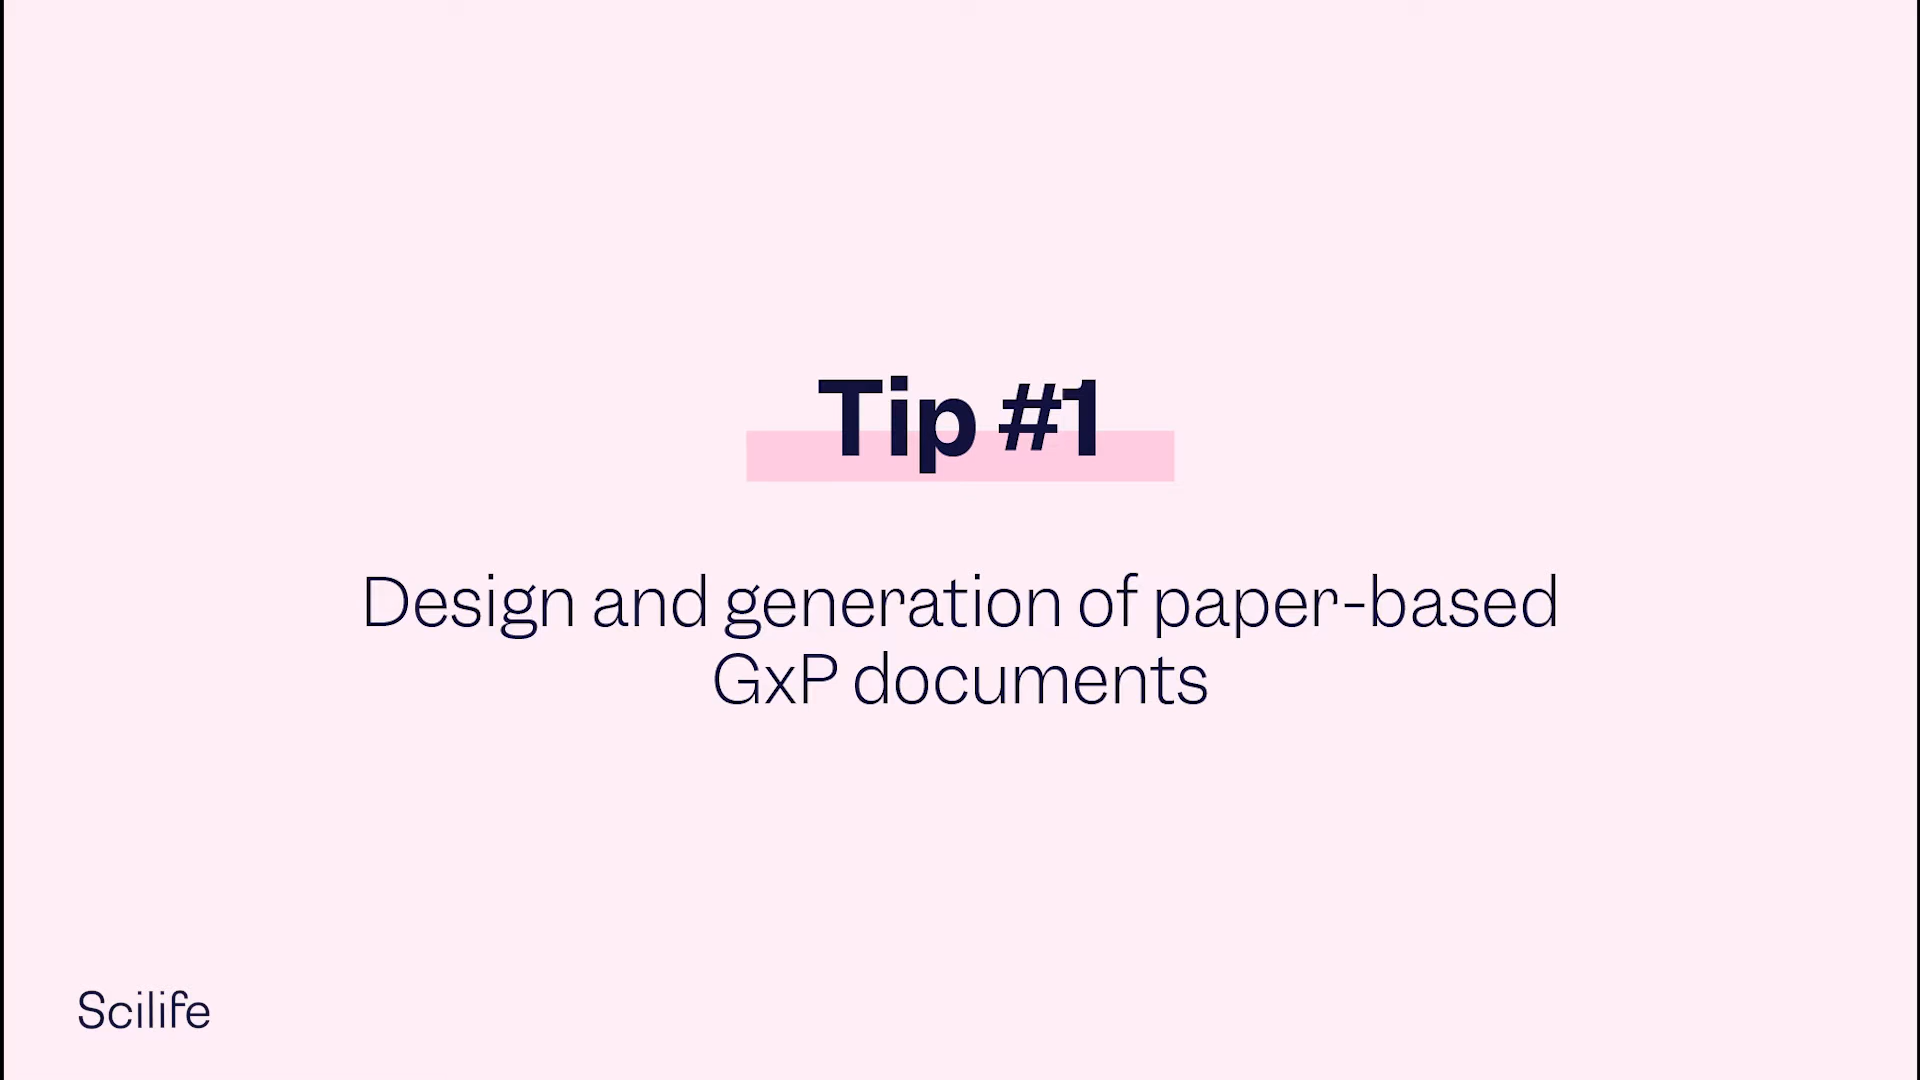 Tip #1
Design and generation of paper-based
GxP documents
Scilife